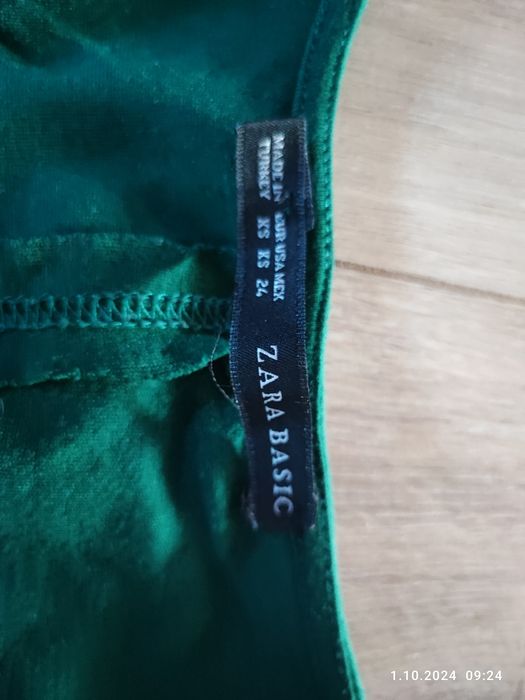 ZARA BASIC
EUR USA MEX
XS XS 24
MADE IN
TURKEY
1.10.2024 09:24